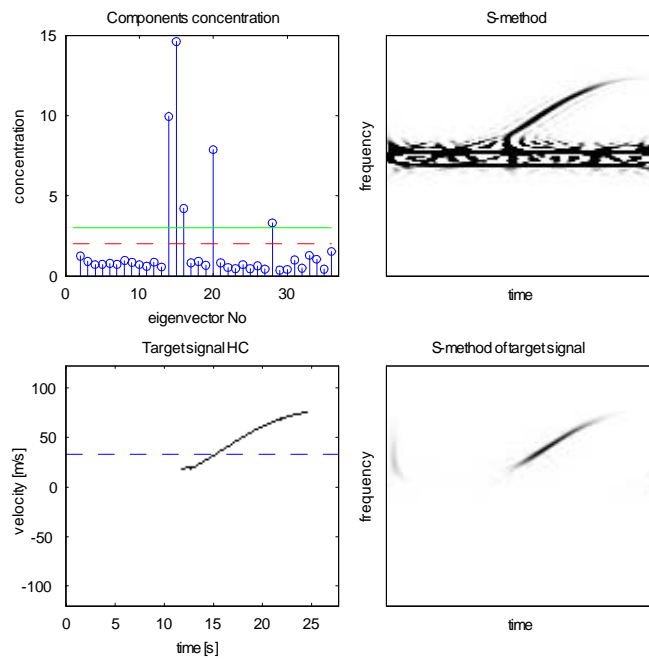 Components concentration
15
10
5
0
concentration
0 10 20 30
eigenvector No
S-method
frequency
time
Target signal HC
100
50
0
-50
-100
velocity [m/s]
0 5 10 15 20 25
time [s]
S-method of target signal
frequency
time